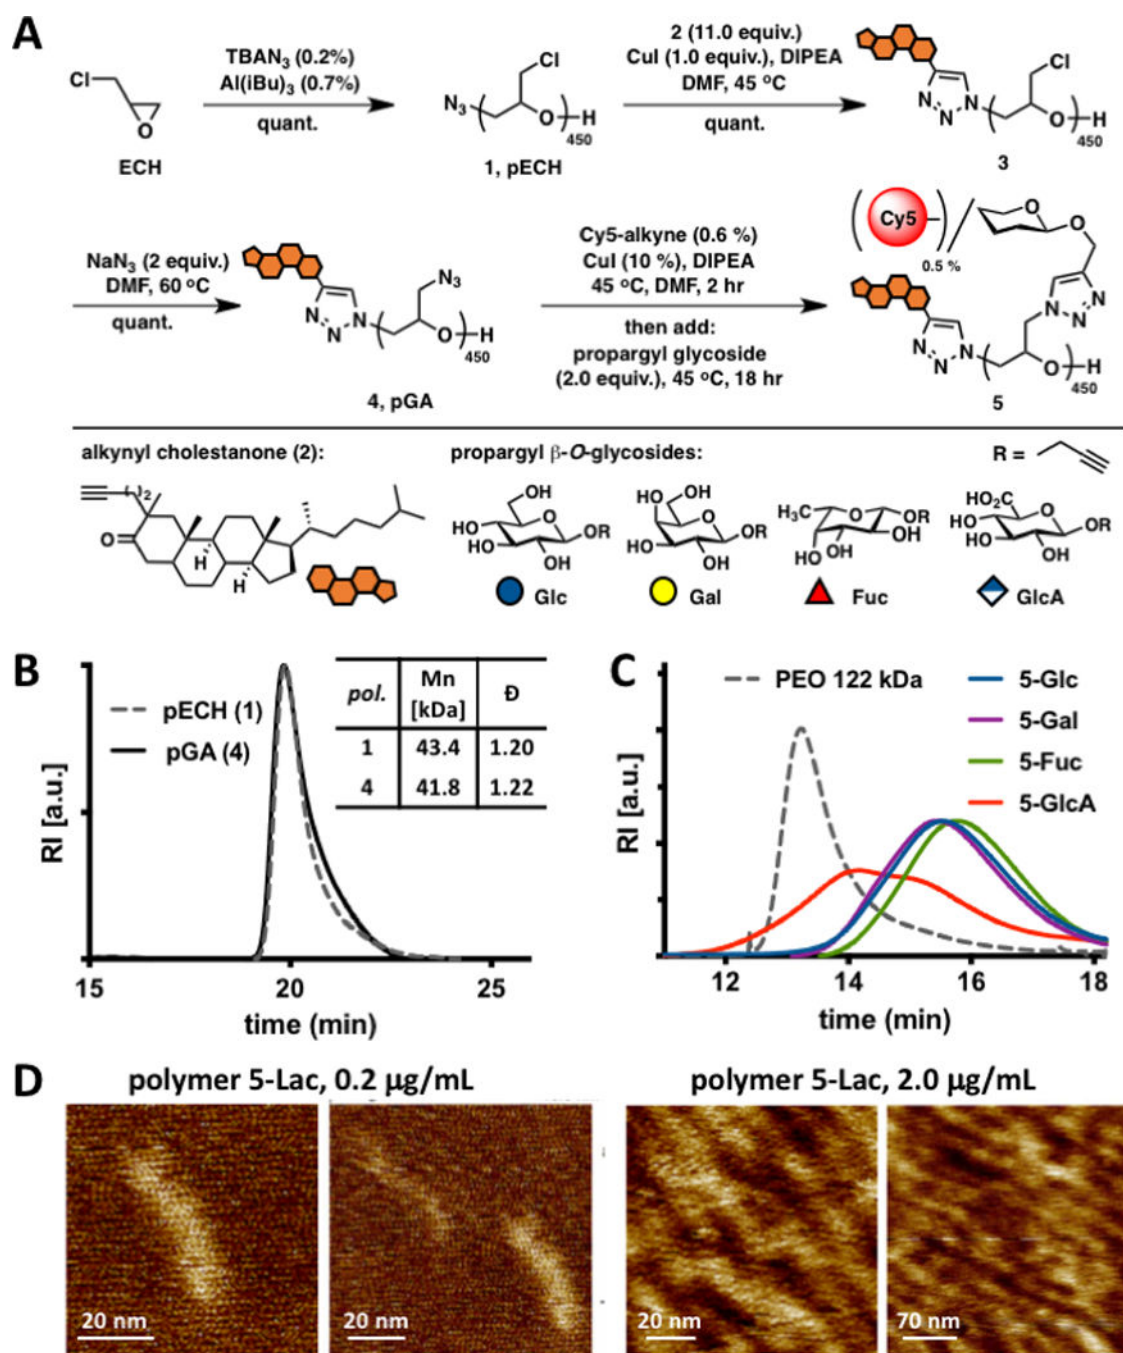 A
Cl
O
ECH
TBAN₃ (0.2%)
Al(iBu)₃ (0.7%)
quant.
Cl
N₃
O
H
450
1, pECH
2 (11.0 equiv.)
CuI (1.0 equiv.), DIPEA
DMF, 45 ºC
quant.
Cl
N
N
N
O
H
450
3
NaN₃ (2 equiv.)
DMF, 60 ºC
quant.
N₃
N
N
N
O
H
450
4, pGA
Cy5-alkyne (0.6 %)
CuI (10 %), DIPEA
45 ºC, DMF, 2 hr
then add:
propargyl glycoside
(2.0 equiv.), 45 ºC, 18 hr
Cy5
0.5 %
O
O
N
N
N
N
N
N
O
H
450
5
alkynyl cholestanone (2):
( )₂
O
H
H
propargyl β-O-glycosides:
R =
OH
HO
HO
O
OR
OH
Glc
HO
OH
HO
O
OR
OH
Gal
H₃C
O
OR
OH
OH
HO
Fuc
HO₂C
HO
HO
O
OR
OH
GlcA
B
pECH (1)
pGA (4)
pol. Mn [kDa] Đ
1 43.4 1.20
4 41.8 1.22
RI [a.u.]
15 20 25
time (min)
C
PEO 122 kDa
5-Glc
5-Gal
5-Fuc
5-GlcA
RI [a.u.]
12 14 16 18
time (min)
D
polymer 5-Lac, 0.2 μg/mL
polymer 5-Lac, 2.0 μg/mL
20 nm
20 nm
20 nm
70 nm